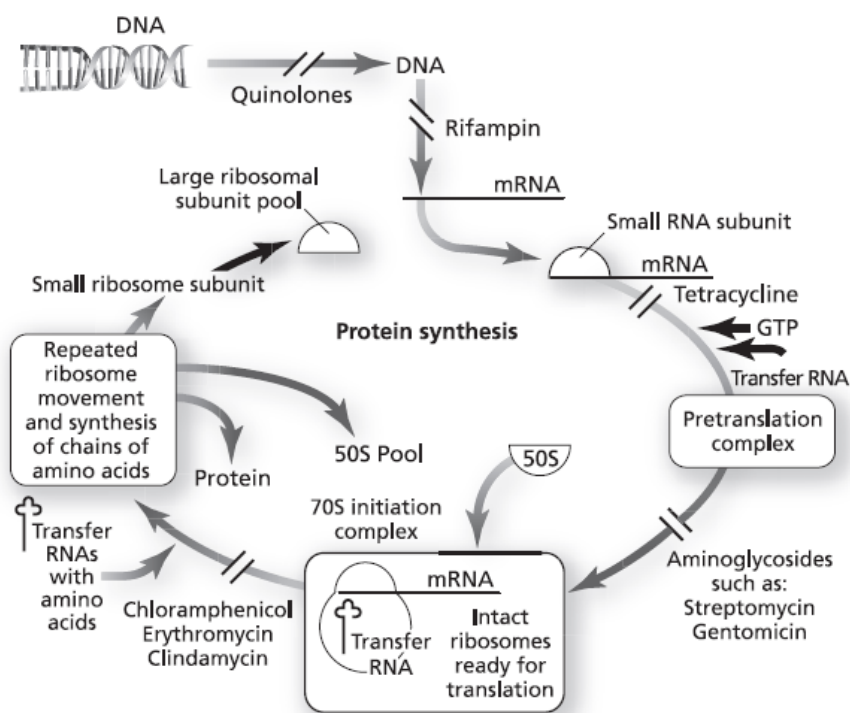 DNA
Quinolones
DNA
Rifampin
mRNA
Large ribosomal
subunit pool
Small RNA subunit
mRNA
Small ribosome subunit
Tetracycline
GTP
Transfer RNA
Protein synthesis
Repeated
ribosome
movement
and synthesis
of chains of
amino acids
Pretranslation
complex
50S Pool
50S
Protein
70S initiation
complex
Transfer
RNAs
with
amino
acids
mRNA
Transfer
RNA
Intact
ribosomes
ready for
translation
Aminoglycosides
such as:
Streptomycin
Gentomicin
Chloramphenicol
Erythromycin
Clindamycin